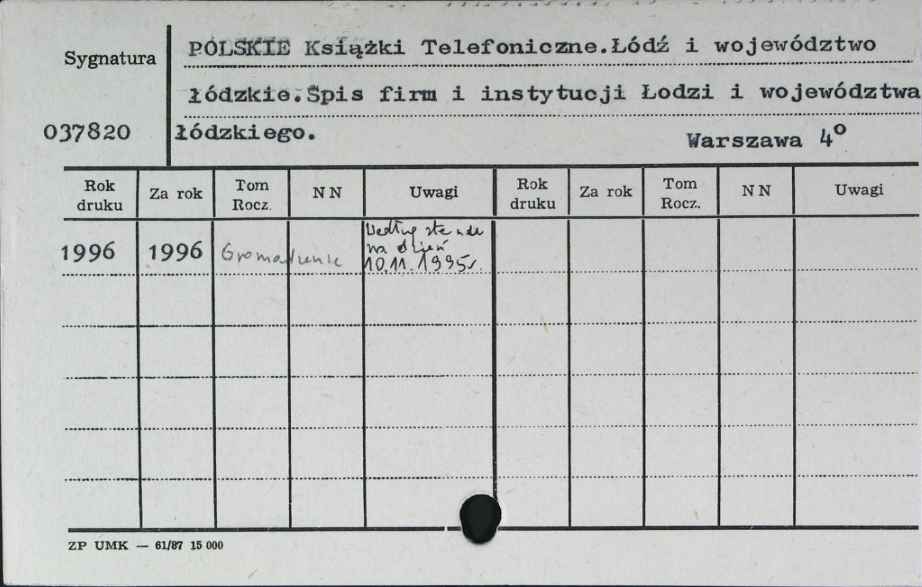 Sygnatura
POLSKIE Książki Telefoniczne.Łódź i województwo
łódzkie.Spis firm i instytucji Łodzi i województwa
037820 łódzkiego.
Warszawa 4º
Rok druku Za rok Tom Rocz. N N Uwagi Rok druku Za rok Tom Rocz. N N Uwagi
1996 1996 Gromadzenie Według stanu
na dzień
10.11.1995r.
ZP UMK — 61/87 15 000